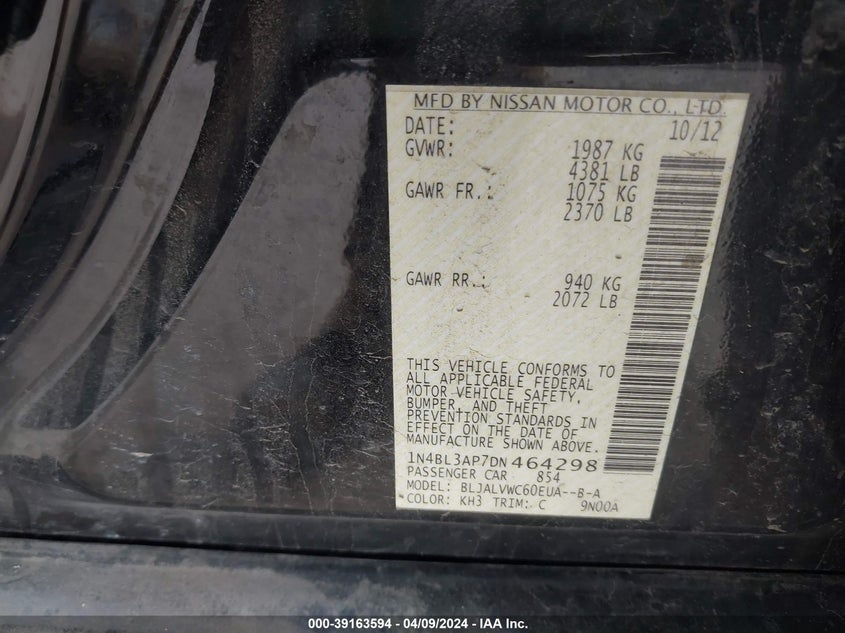 MFD BY NISSAN MOTOR CO., LTD.
DATE: 10/12
GVWR: 1987 KG
4381 LB
GAWR FR.: 1075 KG
2370 LB
GAWR RR.: 940 KG
2072 LB
THIS VEHICLE CONFORMS TO
ALL APPLICABLE FEDERAL
MOTOR VEHICLE SAFETY,
BUMPER, AND THEFT
PREVENTION STANDARDS IN
EFFECT ON THE DATE OF
MANUFACTURE SHOWN ABOVE.
1N4BL3AP7DN464298
PASSENGER CAR 854
MODEL: BLJALVWC60EUA--B-A
COLOR: KH3 TRIM: C 9N00A
000-39163594 - 04/09/2024 - IAA Inc.